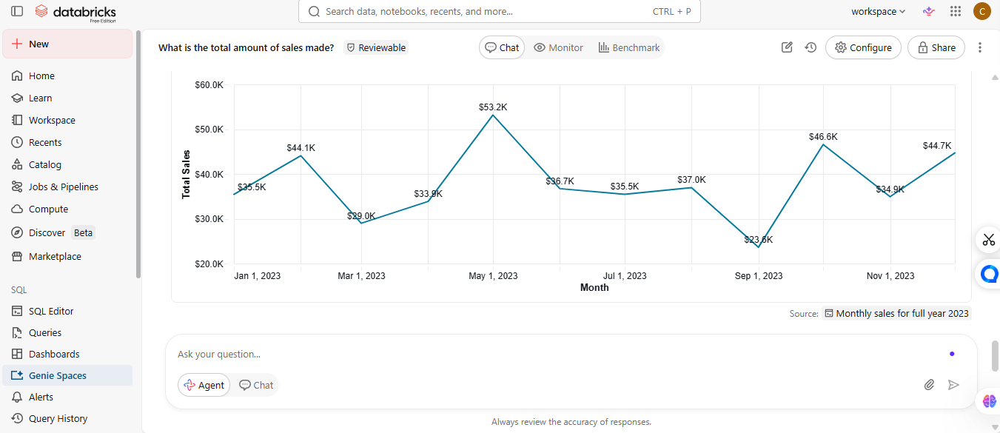 databricks
Free Edition
Search data, notebooks, recents, and more...
CTRL + P
workspace
C
New
Home
Learn
Workspace
Recents
Catalog
Jobs & Pipelines
Compute
Discover Beta
Marketplace
SQL
SQL Editor
Queries
Dashboards
Genie Spaces
Alerts
Query History
What is the total amount of sales made?
Reviewable
Chat
Monitor
Benchmark
Configure
Share
Total Sales
$60.0K
$50.0K
$40.0K
$30.0K
$20.0K
$35.5K
$44.1K
$29.0K
$33.9K
$53.2K
$36.7K
$35.5K
$37.0K
$23.6K
$46.6K
$34.9K
$44.7K
Jan 1, 2023
Mar 1, 2023
May 1, 2023
Jul 1, 2023
Sep 1, 2023
Nov 1, 2023
Month
Source: Monthly sales for full year 2023
Ask your question...
Agent
Chat
Always review the accuracy of responses.